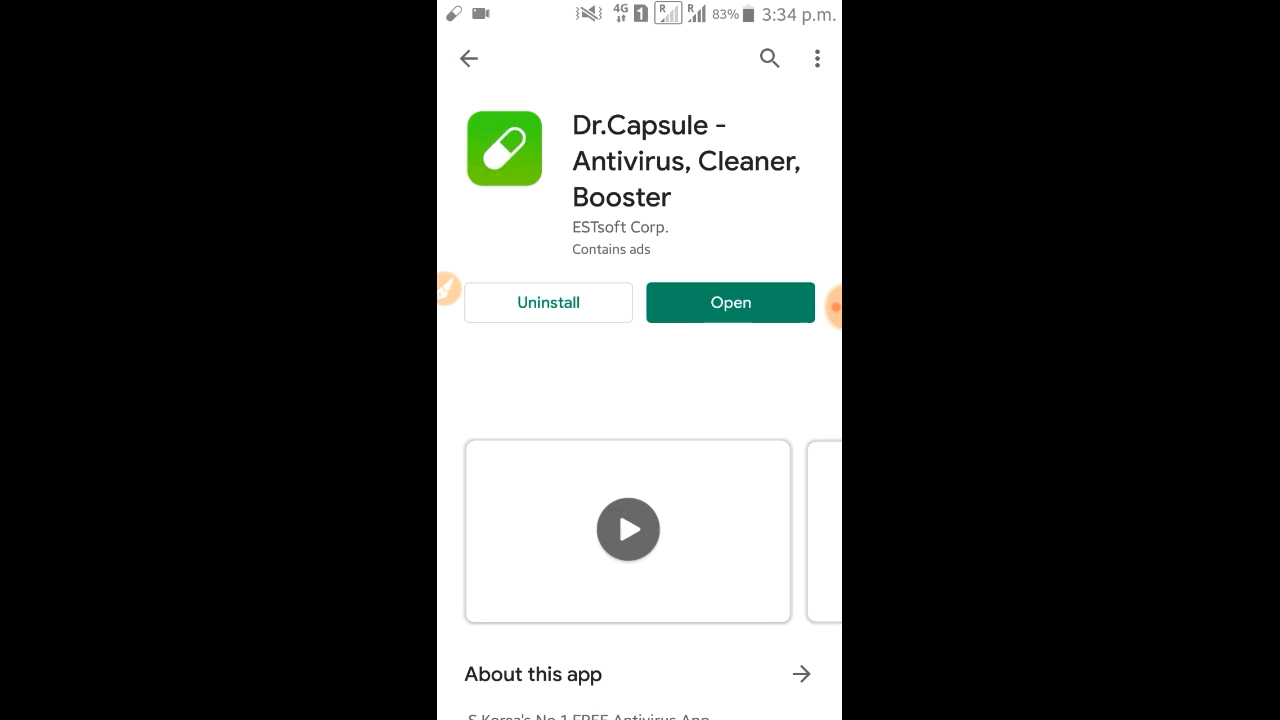 4G 1 R R 83% 3:34 p.m.
Dr.Capsule -
Antivirus, Cleaner,
Booster
ESTsoft Corp.
Contains ads
Uninstall Open
About this app
S.Korea's No.1 FREE Antivirus App